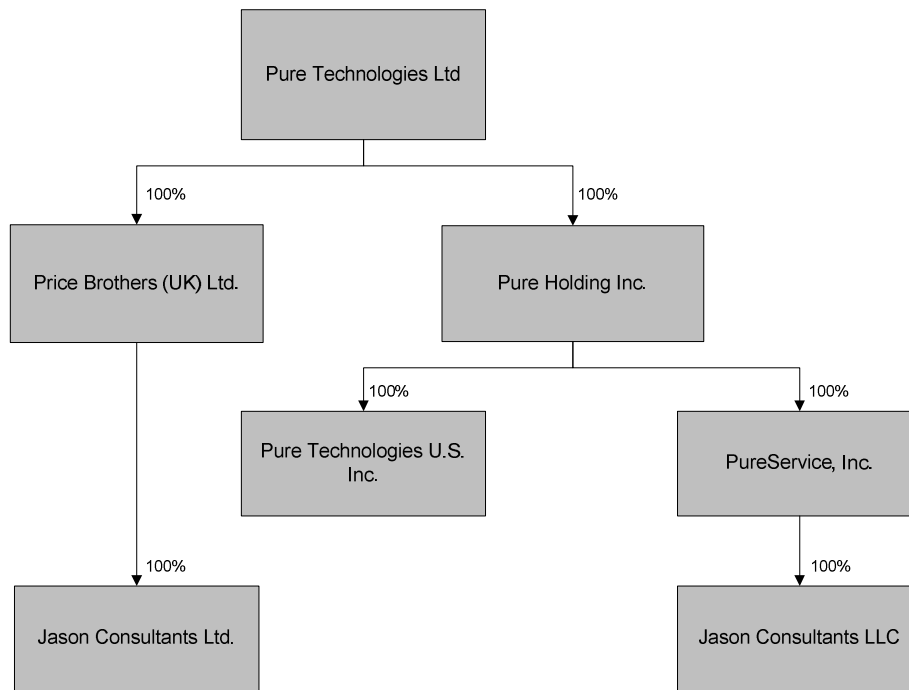 Pure Technologies Ltd
100%
100%
Price Brothers (UK) Ltd.
Pure Holding Inc.
100%
100%
Pure Technologies U.S.
Inc.
PureService, Inc.
100%
100%
Jason Consultants Ltd.
Jason Consultants LLC